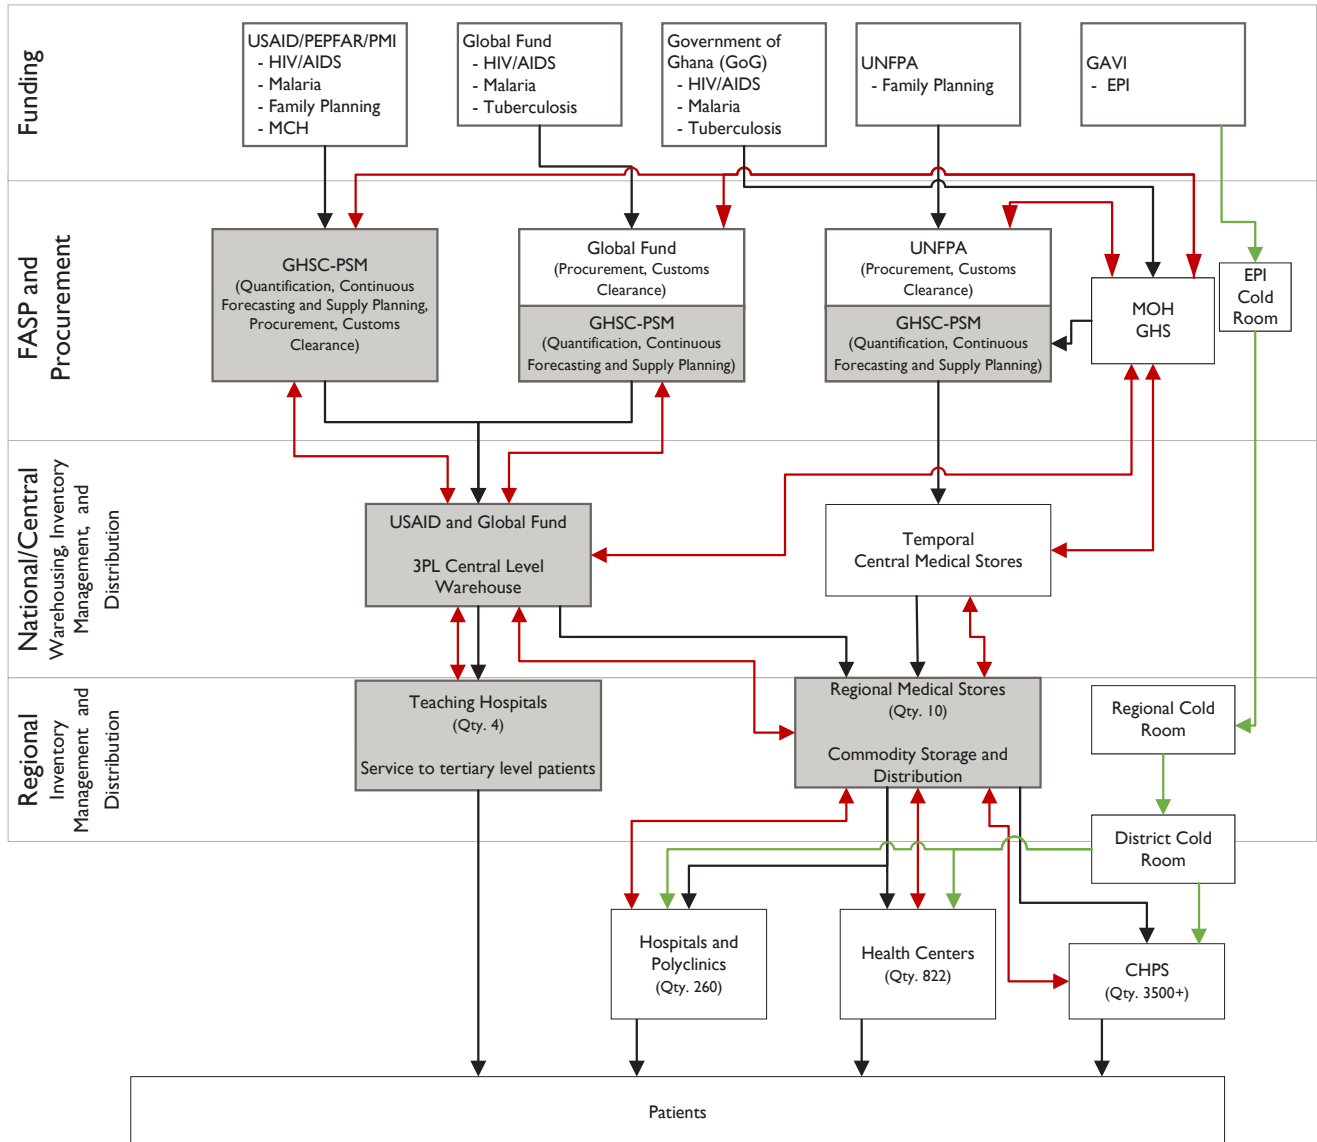 Funding
USAID/PEPFAR/PMI
- HIV/AIDS
- Malaria
- Family Planning
- MCH
Global Fund
- HIV/AIDS
- Malaria
- Tuberculosis
Government of
Ghana (GoG)
- HIV/AIDS
- Malaria
- Tuberculosis
UNFPA
- Family Planning
GAVI
- EPI
FASP and
Procurement
GHSC-PSM
(Quantification, Continuous
Forecasting and Supply Planning,
Procurement, Customs
Clearance)
Global Fund
(Procurement, Customs
Clearance)
GHSC-PSM
(Quantification, Continuous
Forecasting and Supply Planning)
UNFPA
(Procurement, Customs
Clearance)
GHSC-PSM
(Quantification, Continuous
Forecasting and Supply Planning)
MOH
GHS
EPI
Cold
Room
National/Central
Warehousing, Inventory
Management, and
Distribution
USAID and Global Fund
3PL Central Level
Warehouse
Temporal
Central Medical Stores
Regional
Inventory
Management and
Distribution
Teaching Hospitals
(Qty. 4)
Service to tertiary level patients
Regional Medical Stores
(Qty. 10)
Commodity Storage and
Distribution
Regional Cold
Room
District Cold
Room
Hospitals and
Polyclinics
(Qty. 260)
Health Centers
(Qty. 822)
CHPS
(Qty. 3500+)
Patients